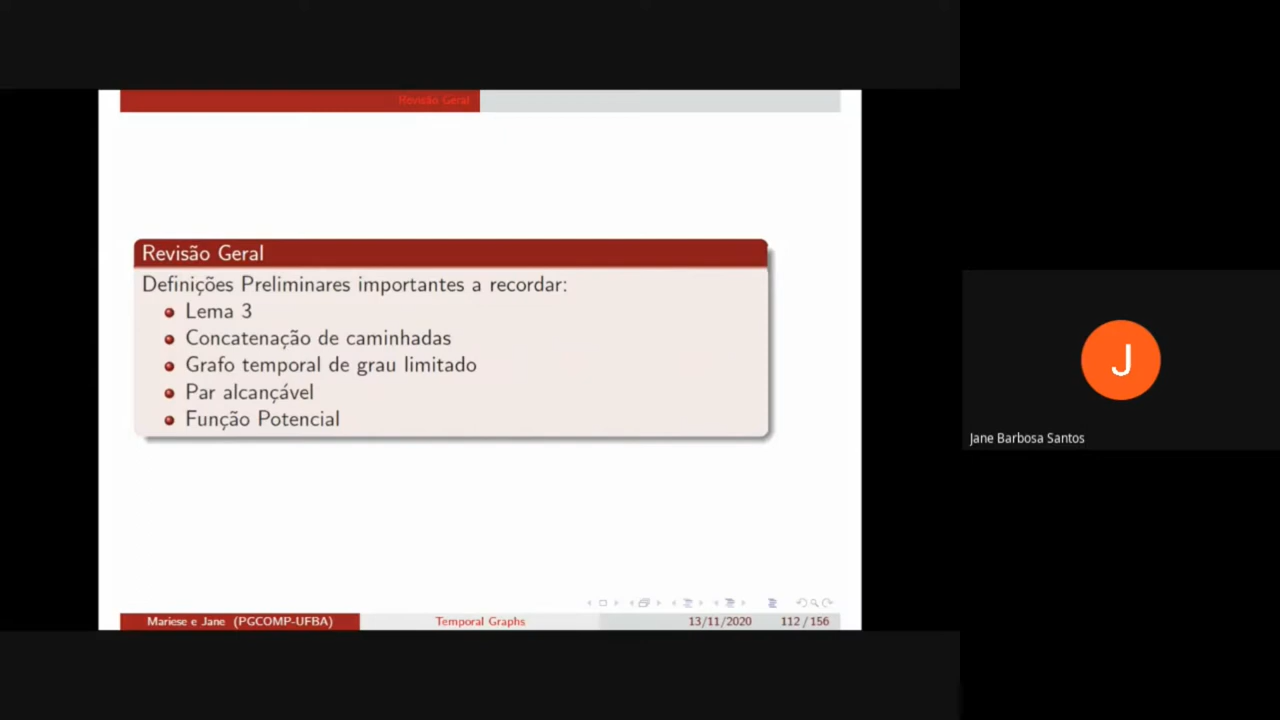 Revisão Geral
Revisão Geral
Definições Preliminares importantes a recordar:
Lema 3
Concatenação de caminhadas
Grafo temporal de grau limitado
Par alcançável
Função Potencial
J
Jane Barbosa Santos
Mariese e Jane (PGCOMP-UFBA) Temporal Graphs 13/11/2020 112 / 156